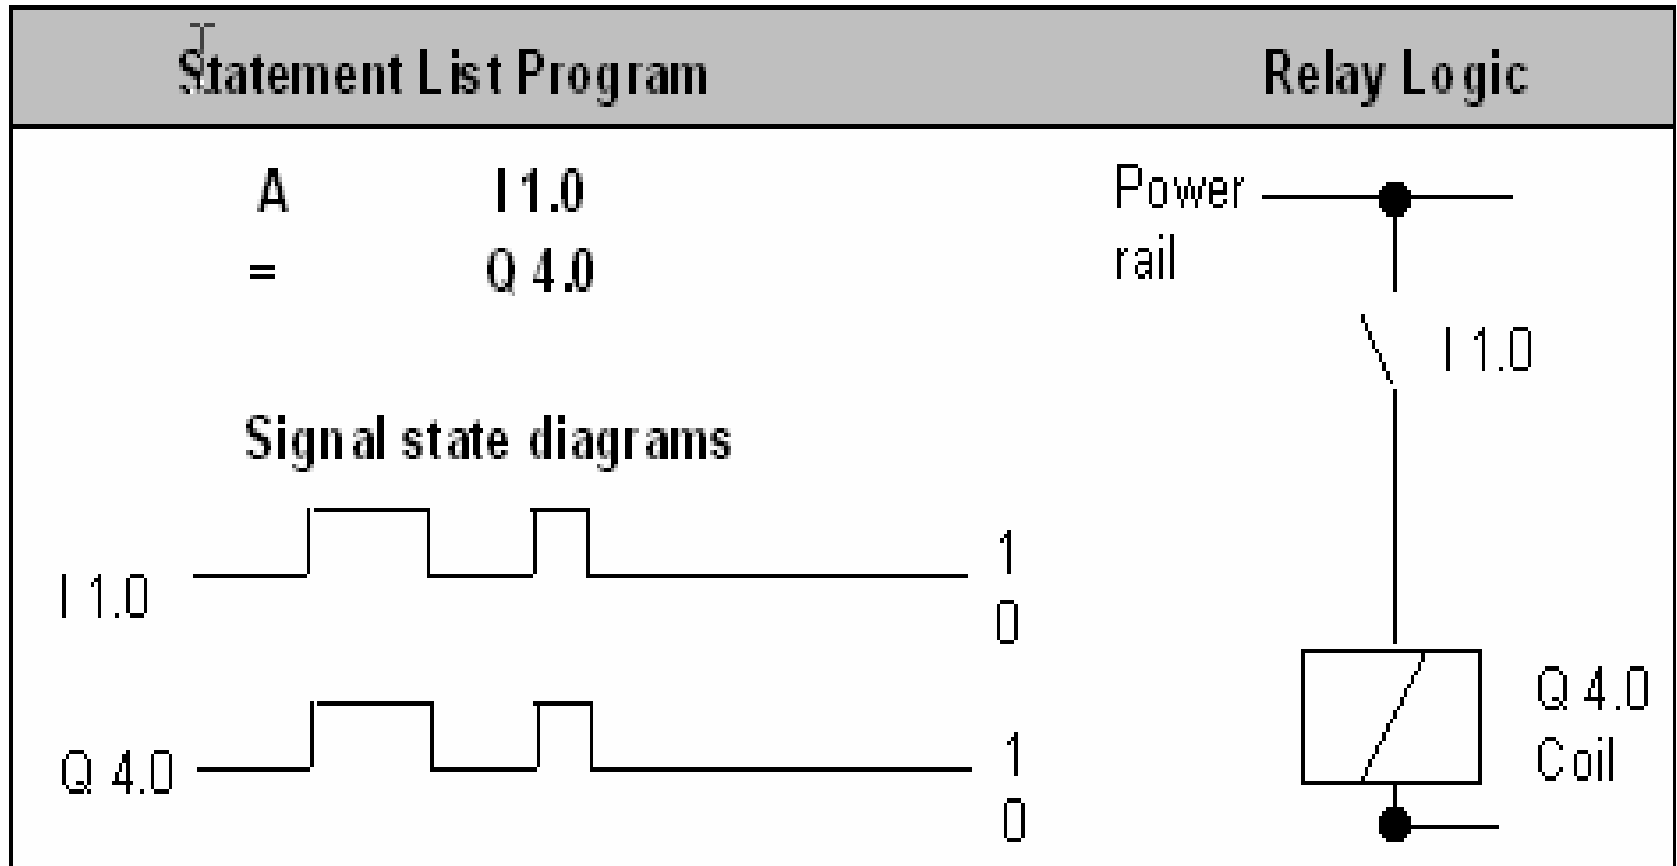 Statement List Program
Relay Logic
A I 1.0
= Q 4.0
Power
rail
I 1.0
Signal state diagrams
I 1.0
1
0
Q 4.0
1
0
Q 4.0
Coil